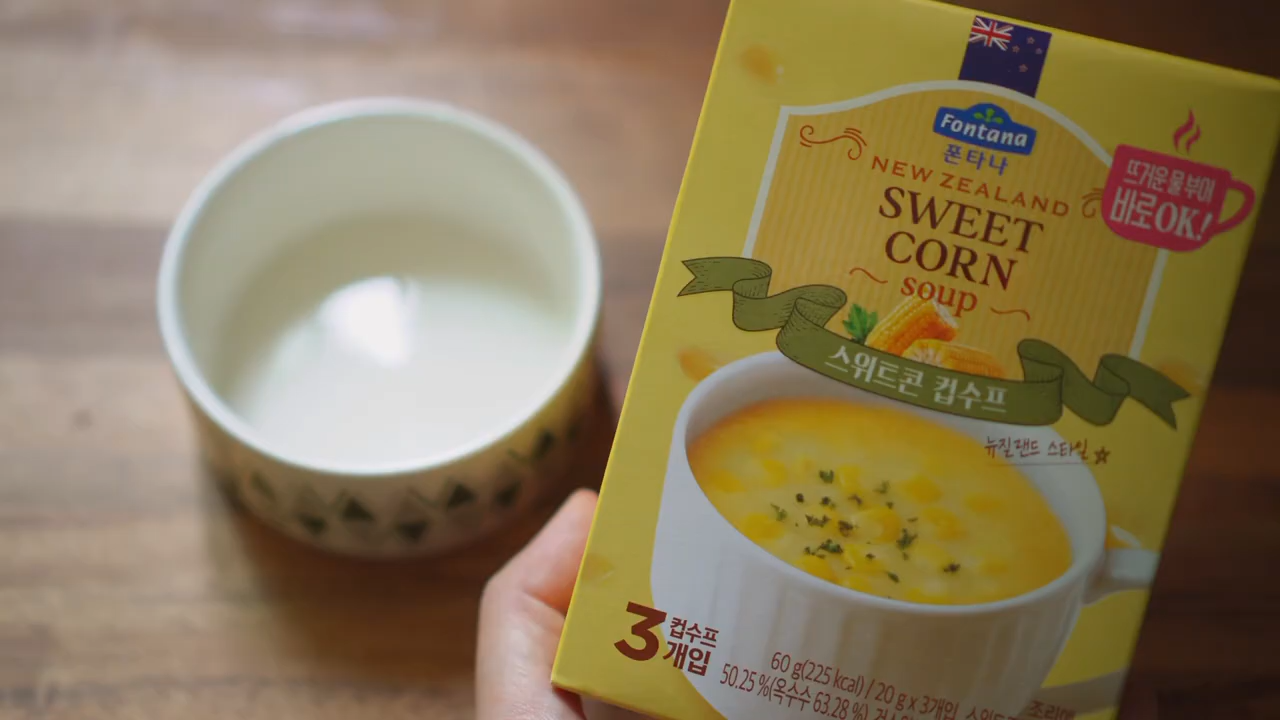 Fontana
폰타나
NEW ZEALAND
SWEET
CORN
soup
뜨거운 물 부어
바로OK!
스위트콘 컵수프
뉴질랜드 스타일
3 컵수프
개입
60 g(225 kcal) / 20 g x 3개입
50.25 %(옥수수 63.28 %)